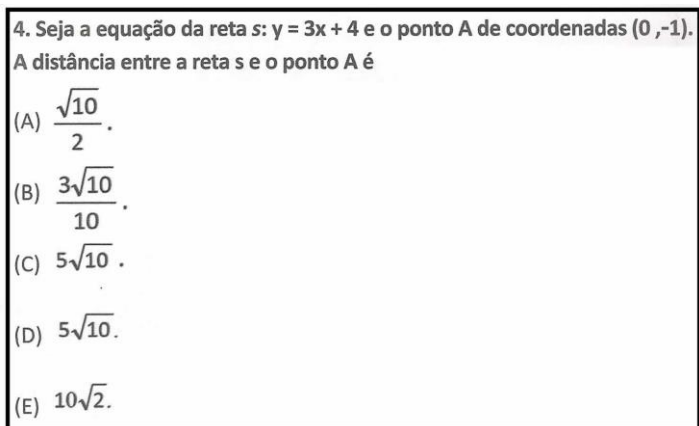 4. Seja a equação da reta s: y = 3x + 4 e o ponto A de coordenadas (0 ,-1).
A distância entre a reta s e o ponto A é
(A) √10/2 .
(B) 3√10/10 .
(C) 5√10 .
(D) 5√10.
(E) 10√2.